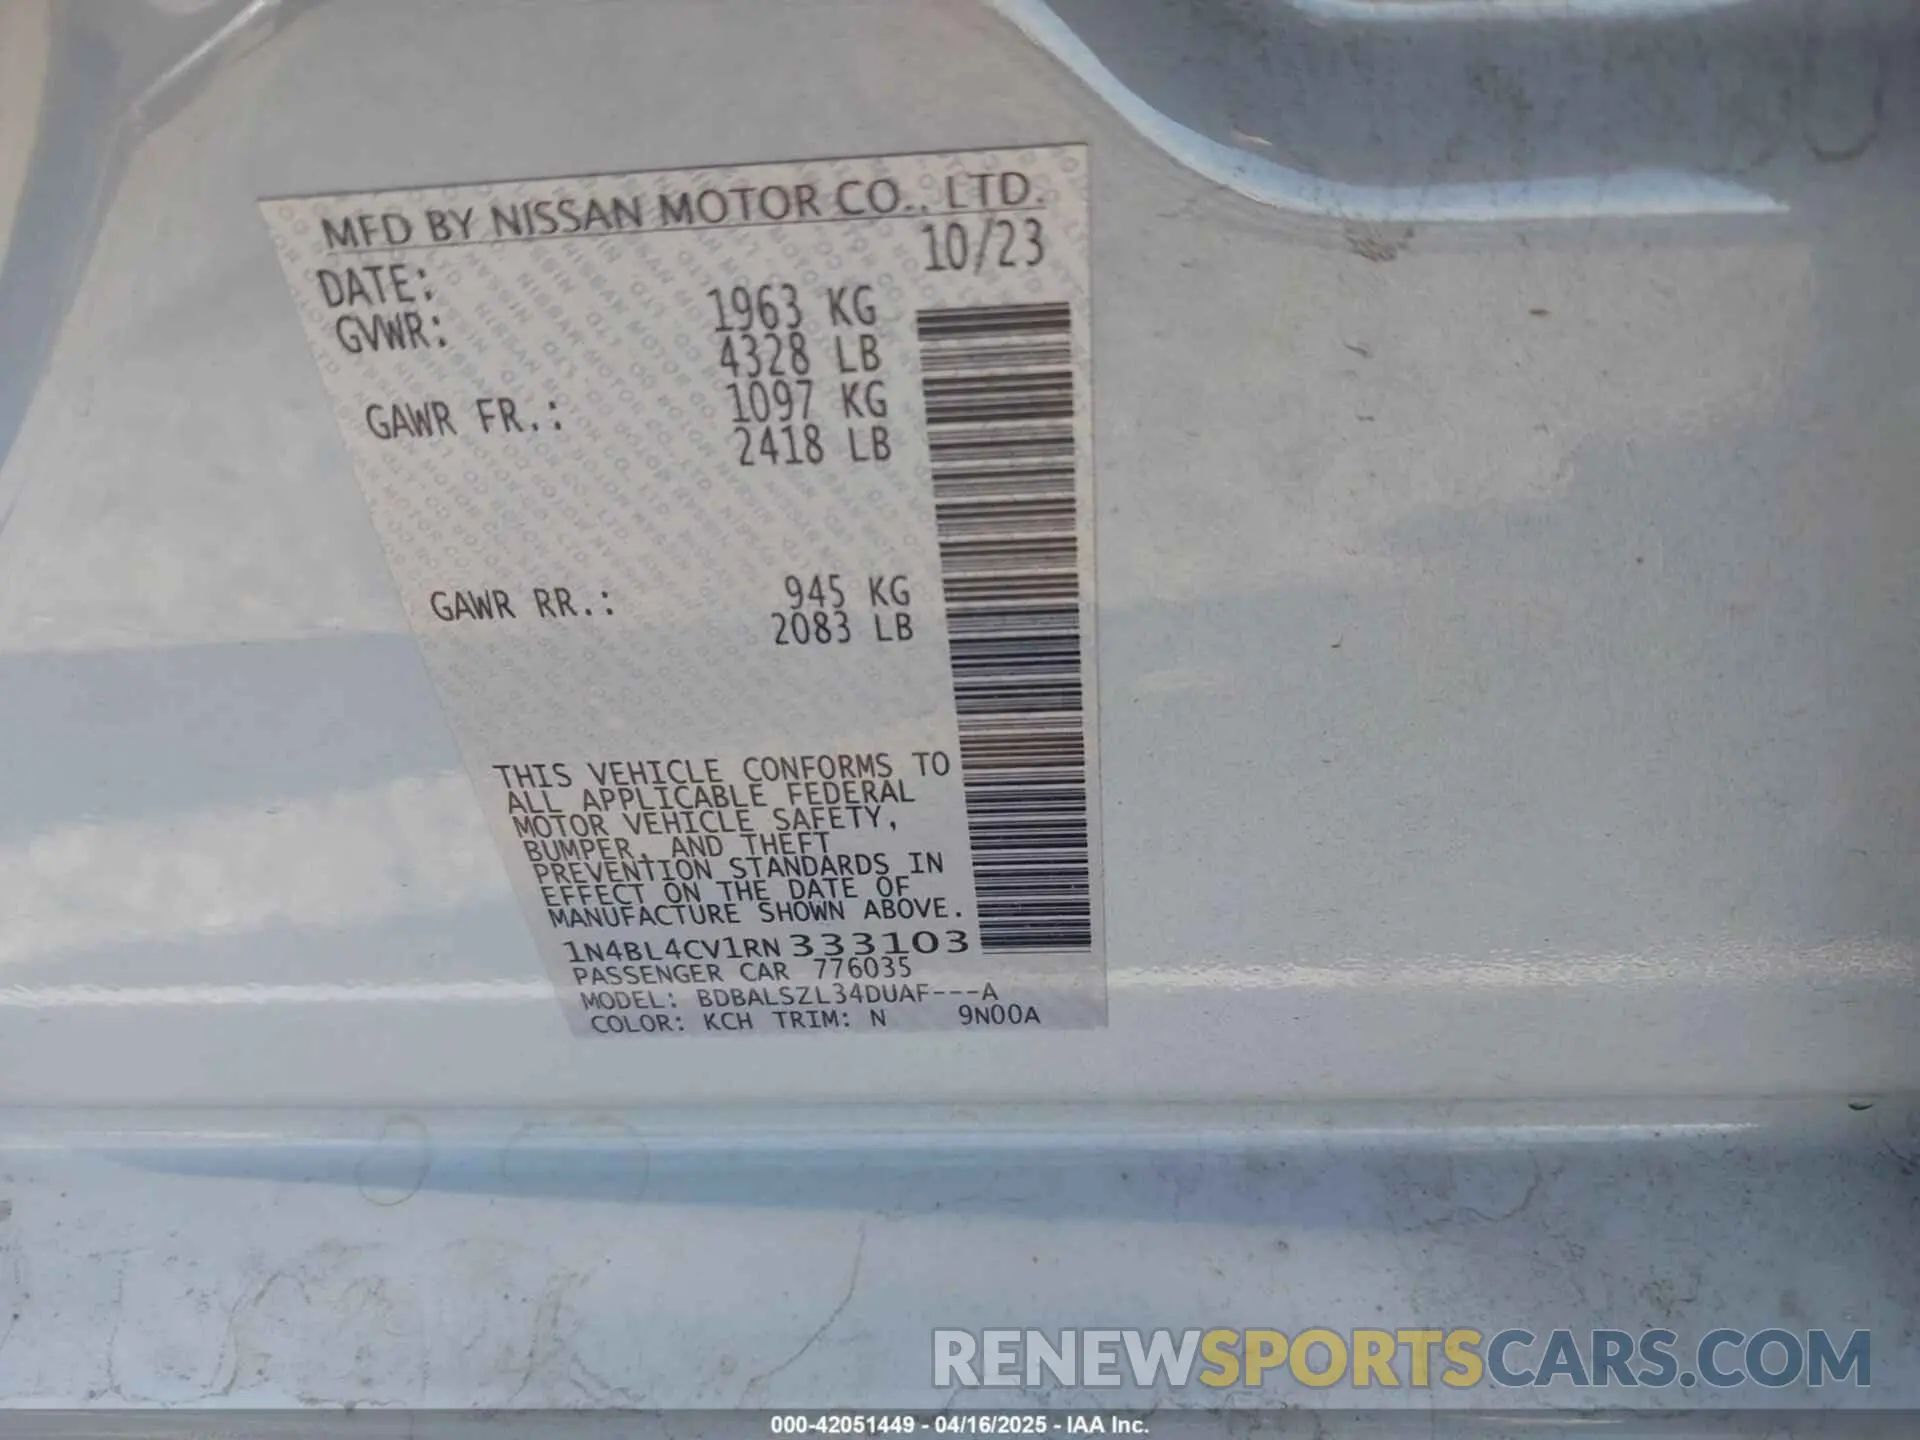 MFD BY NISSAN MOTOR CO., LTD.
DATE: 10/23
GVWR: 1963 KG
4328 LB
GAWR FR.: 1097 KG
2418 LB
GAWR RR.: 945 KG
2083 LB
THIS VEHICLE CONFORMS TO
ALL APPLICABLE FEDERAL
MOTOR VEHICLE SAFETY,
BUMPER, AND THEFT
PREVENTION STANDARDS IN
EFFECT ON THE DATE OF
MANUFACTURE SHOWN ABOVE.
1N4BL4CV1RN333103
PASSENGER CAR 776035
MODEL: BDBALSZL34DUAF---A
COLOR: KCH TRIM: N 9N00A
RENEWSPORTSCARS.COM
000-42051449 - 04/16/2025 - IAA Inc.